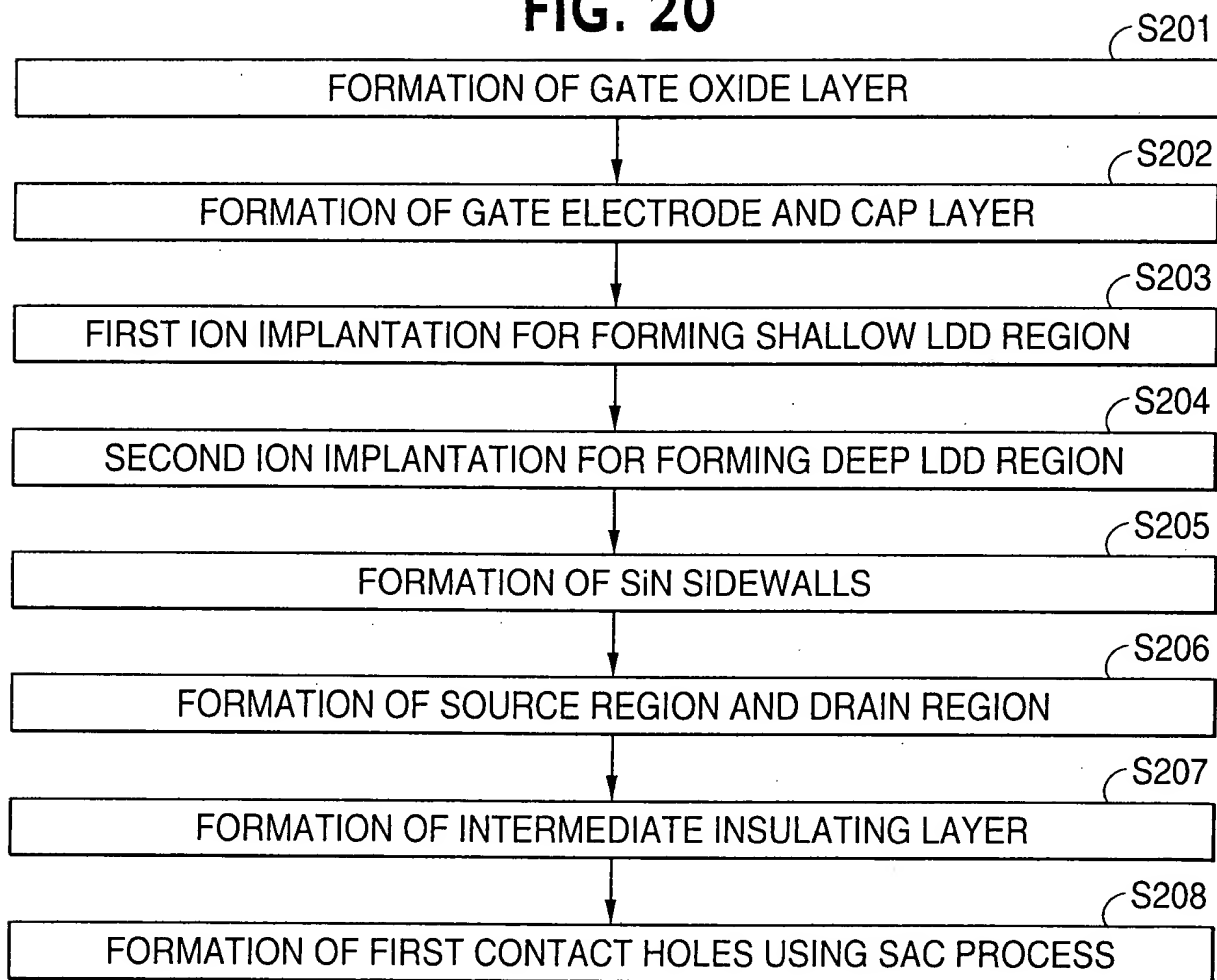 FIG. 20
S201
FORMATION OF GATE OXIDE LAYER
S202
FORMATION OF GATE ELECTRODE AND CAP LAYER
S203
FIRST ION IMPLANTATION FOR FORMING SHALLOW LDD REGION
S204
SECOND ION IMPLANTATION FOR FORMING DEEP LDD REGION
S205
FORMATION OF SiN SIDEWALLS
S206
FORMATION OF SOURCE REGION AND DRAIN REGION
S207
FORMATION OF INTERMEDIATE INSULATING LAYER
S208
FORMATION OF FIRST CONTACT HOLES USING SAC PROCESS